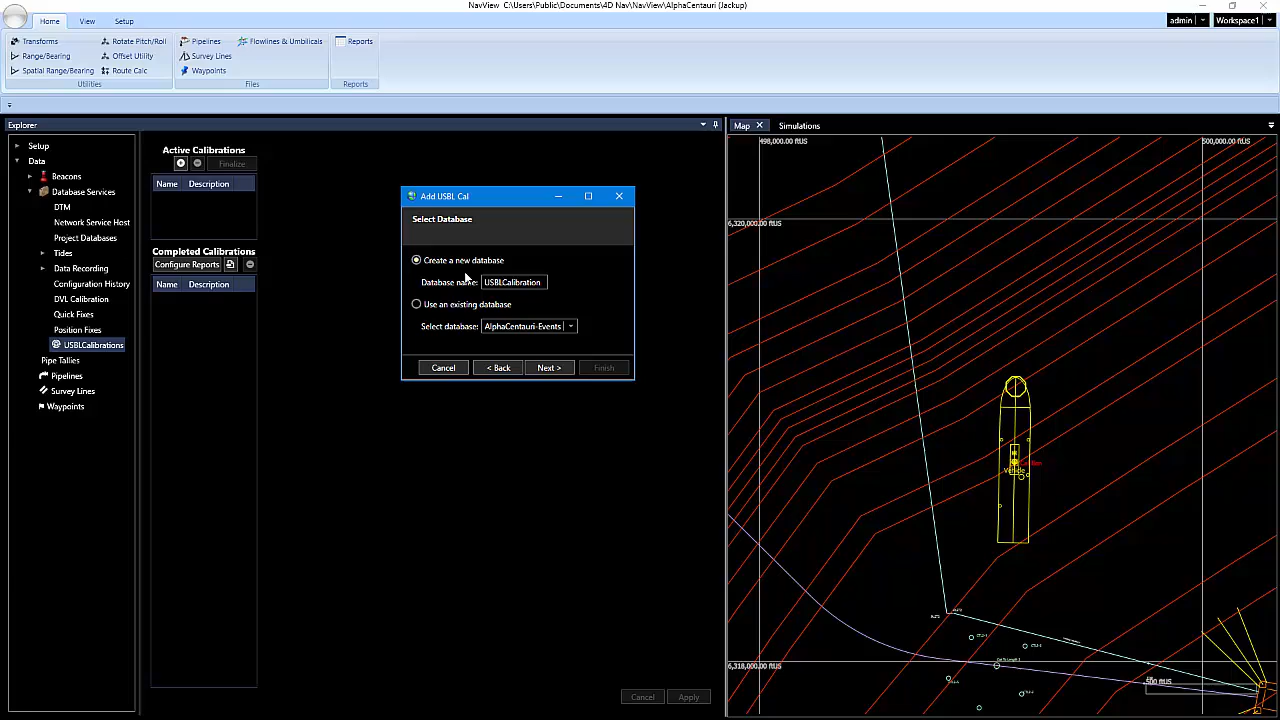 NavView C:\Users\Public\Documents\4D Nav\NavView\AlphaCentauri (Jackup)
Home View Setup
admin Workspace1
Transforms Rotate Pitch/Roll Pipelines Flowlines & Umbilicals Reports
Range/Bearing Offset Utility Survey Lines
Spatial Range/Bearing Route Calc Waypoints
Utilities Files Reports
Explorer
Setup
Data
Beacons
Database Services
DTM
Network Service Host
Project Databases
Tides
Data Recording
Configuration History
DVL Calibration
Quick Fixes
Position Fixes
USBLCalibrations
Pipe Tallies
Pipelines
Survey Lines
Waypoints
Active Calibrations
Finalize
Name Description
Completed Calibrations
Configure Reports
Name Description
Add USBL Cal
Select Database
Create a new database
Database name: USBLCalibration
Use an existing database
Select database: AlphaCentauri-Events
Cancel < Back Next > Finish
Cancel Apply
Map Simulations
498,000.00 ftUS 500,000.00 ftUS
6,320,000.00 ftUS
Vehicle
6,318,000.00 ftUS
500 ftUS